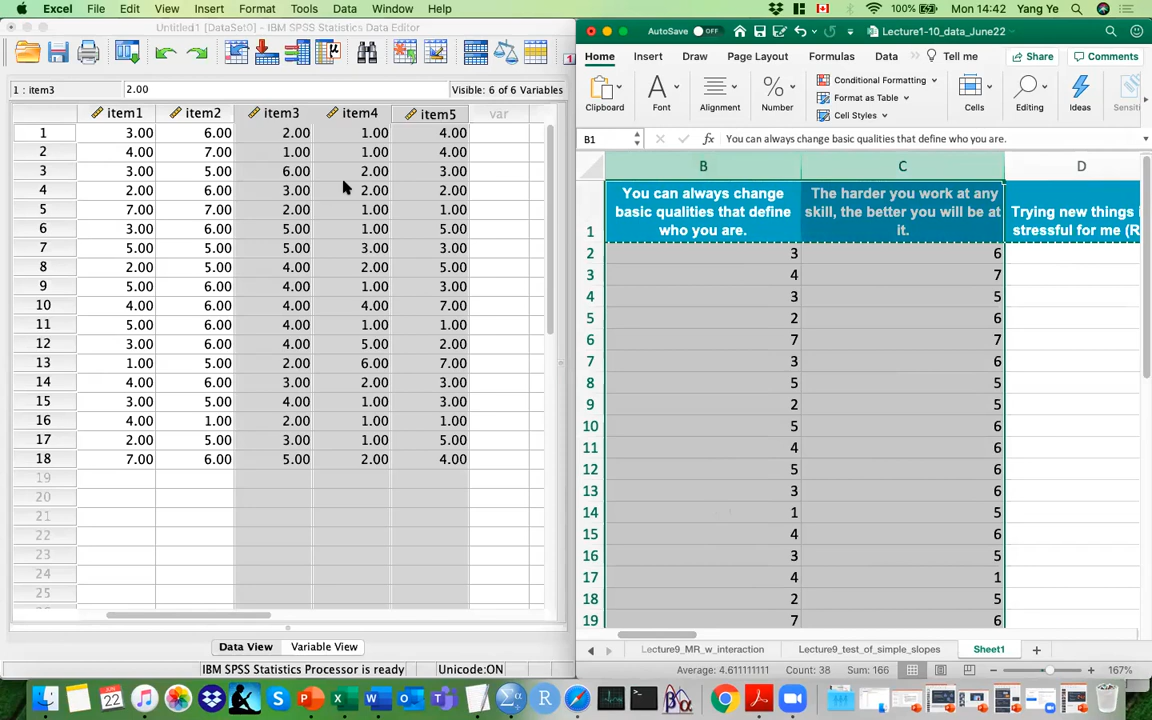 Excel File Edit View Insert Format Tools Data Window Help 100% Mon 14:42 Yang Ye
Untitled1 [DataSet0] - IBM SPSS Statistics Data Editor
1 : item3 2.00 Visible: 6 of 6 Variables
item1 item2 item3 item4 item5 var
1 3.00 6.00 2.00 1.00 4.00
2 4.00 7.00 1.00 1.00 4.00
3 3.00 5.00 6.00 2.00 3.00
4 2.00 6.00 3.00 2.00 2.00
5 7.00 7.00 2.00 1.00 1.00
6 3.00 6.00 5.00 1.00 5.00
7 5.00 5.00 5.00 3.00 3.00
8 2.00 5.00 4.00 2.00 5.00
9 5.00 6.00 4.00 1.00 3.00
10 4.00 6.00 4.00 4.00 7.00
11 5.00 6.00 4.00 1.00 1.00
12 3.00 6.00 4.00 5.00 2.00
13 1.00 5.00 2.00 6.00 7.00
14 4.00 6.00 3.00 2.00 3.00
15 3.00 5.00 4.00 1.00 3.00
16 4.00 1.00 2.00 1.00 1.00
17 2.00 5.00 3.00 1.00 5.00
18 7.00 6.00 5.00 2.00 4.00
19
20
21
22
23
24
25
Data View Variable View
IBM SPSS Statistics Processor is ready Unicode:ON
AutoSave OFF Lecture1-10_data_June22
Home Insert Draw Page Layout Formulas Data Tell me Share Comments
Clipboard Font Alignment Number Conditional Formatting Format as Table Cell Styles Cells Editing Ideas
B1 fx You can always change basic qualities that define who you are.
B C D
1 You can always change basic qualities that define who you are. The harder you work at any skill, the better you will be at it. Trying new things
stressful for me (R
2 3 6
3 4 7
4 3 5
5 2 6
6 7 7
7 3 6
8 5 5
9 2 5
10 5 6
11 4 6
12 5 6
13 3 6
14 1 5
15 4 6
16 3 5
17 4 1
18 2 5
19 7 6
Lecture9_MR_w_interaction Lecture9_test_of_simple_slopes Sheet1
Average: 4.611111111 Count: 38 Sum: 166 167%
JUN
22